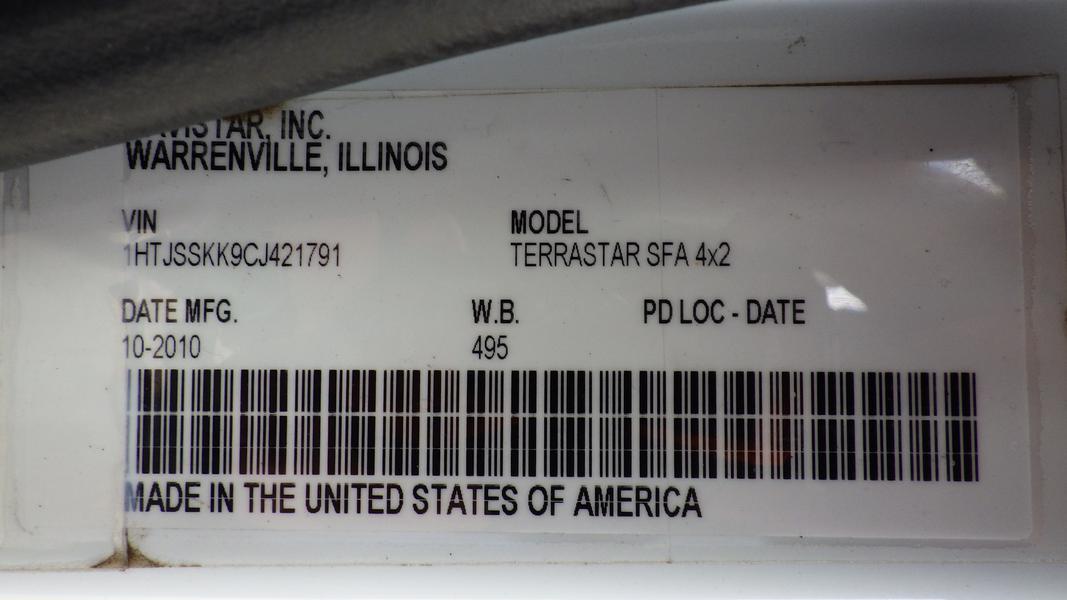 AVISTAR, INC.
WARRENVILLE, ILLINOIS
VIN MODEL
1HTJSSKK9CJ421791 TERRASTAR SFA 4x2
DATE MFG. W.B. PD LOC - DATE
10-2010 495
MADE IN THE UNITED STATES OF AMERICA